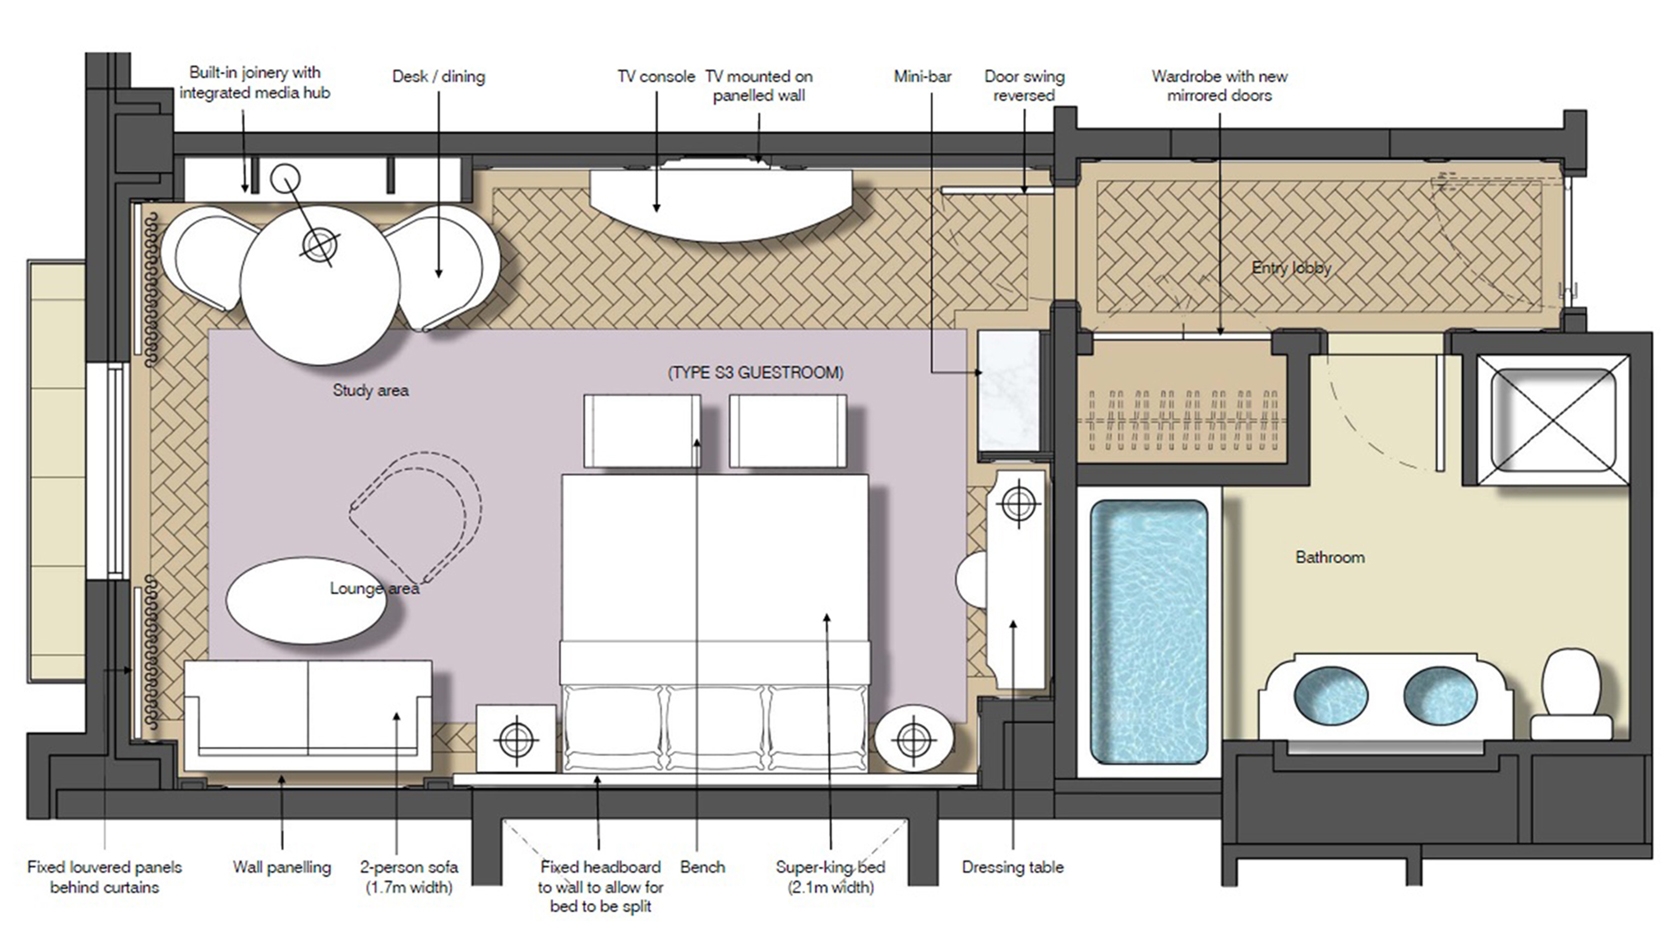 Built-in joinery with
integrated media hub
Desk / dining
TV console
TV mounted on
panelled wall
Mini-bar
Door swing
reversed
Wardrobe with new
mirrored doors
Entry lobby
(TYPE S3 GUESTROOM)
Study area
Lounge area
Bathroom
Fixed louvered panels
behind curtains
Wall panelling
2-person sofa
(1.7m width)
Fixed headboard
to wall to allow for
bed to be split
Bench
Super-king bed
(2.1m width)
Dressing table